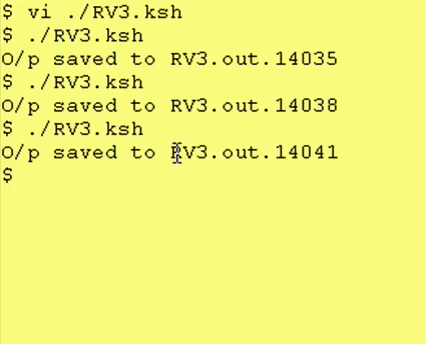 $ vi ./RV3.ksh
$ ./RV3.ksh
O/p saved to RV3.out.14035
$ ./RV3.ksh
O/p saved to RV3.out.14038
$ ./RV3.ksh
O/p saved to RV3.out.14041
$